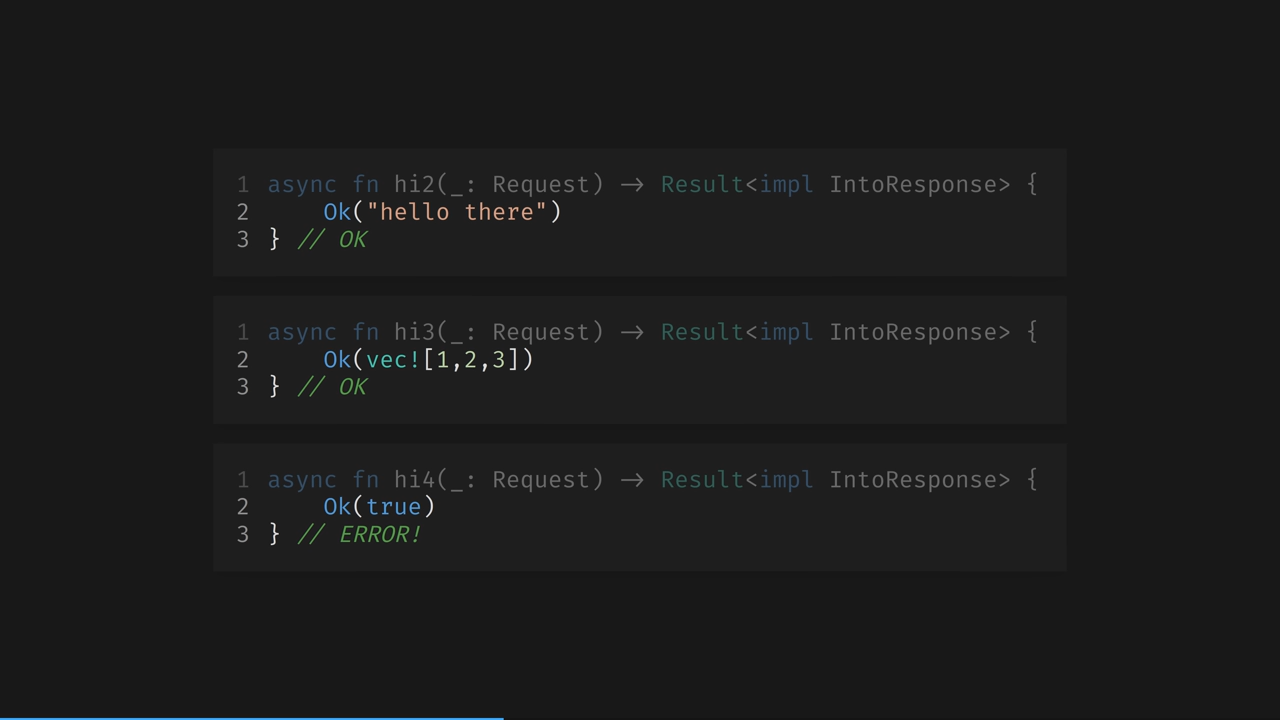 1 async fn hi2(_: Request) -> Result<impl IntoResponse> {
2     Ok("hello there")
3 } // OK
1 async fn hi3(_: Request) -> Result<impl IntoResponse> {
2     Ok(vec![1,2,3])
3 } // OK
1 async fn hi4(_: Request) -> Result<impl IntoResponse> {
2     Ok(true)
3 } // ERROR!